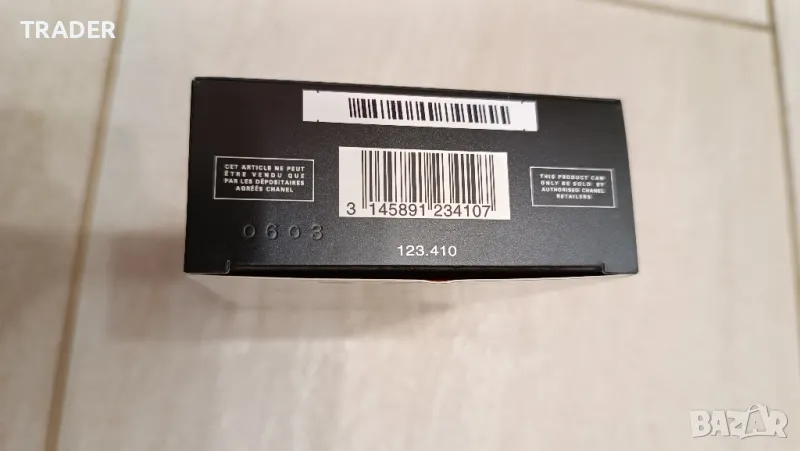 TRADER
CET ARTICLE NE PEUT
ÊTRE VENDU QUE
PAR LES DÉPOSITAIRES
AGRÉÉS CHANEL
3 145891 234107
THIS PRODUCT CAN
ONLY BE SOLD BY
AUTHORISED CHANEL
RETAILERS
0603
123.410
BAZAR